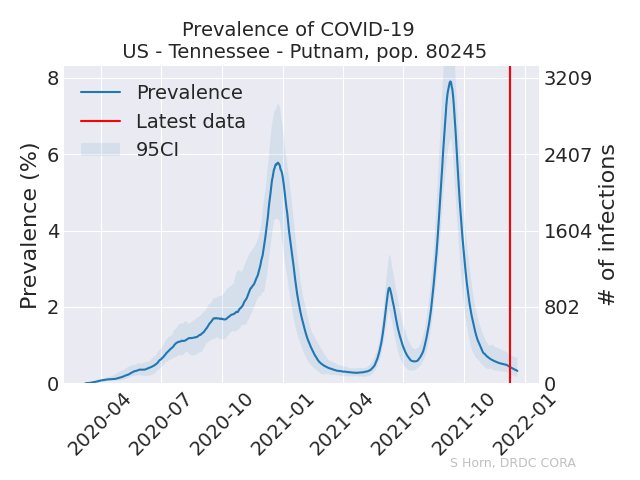 Prevalence of COVID-19
US - Tennessee - Putnam, pop. 80245
Prevalence
Latest data
95CI
Prevalence (%)
8
6
4
2
0
3209
2407
1604
802
0
# of infections
2020-04
2020-07
2020-10
2021-01
2021-04
2021-07
2021-10
2022-01
S Horn, DRDC CORA